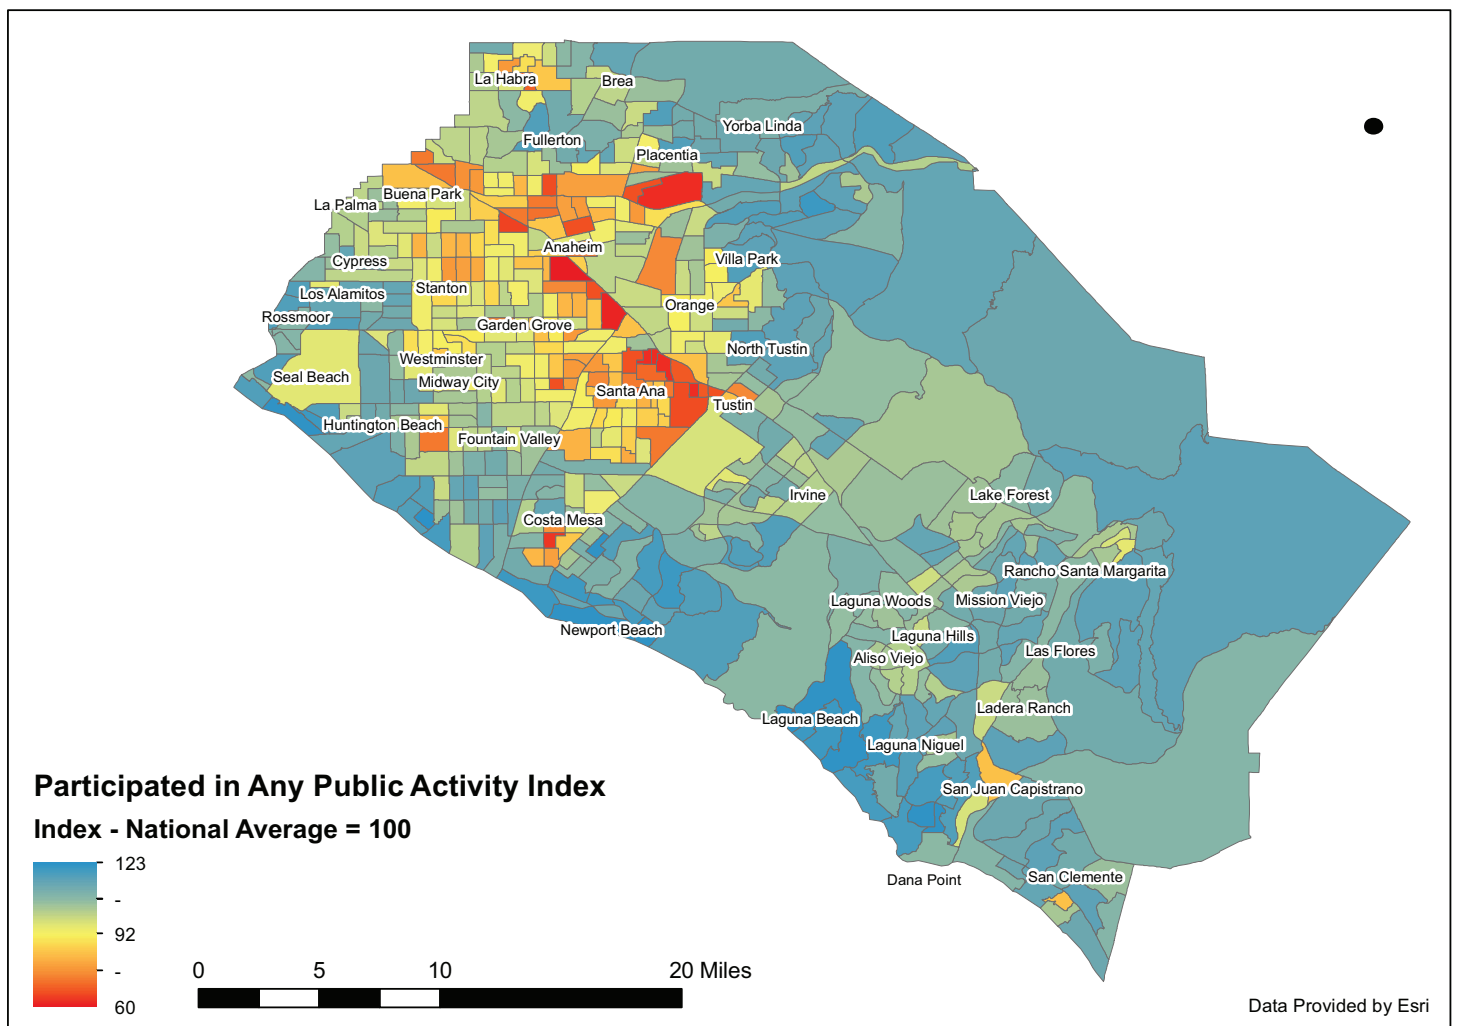 La Habra
Brea
Yorba Linda
Fullerton
Placentia
Buena Park
La Palma
Anaheim
Villa Park
Cypress
Stanton
Los Alamitos
Orange
Rossmoor
Garden Grove
North Tustin
Westminster
Seal Beach
Midway City
Santa Ana
Tustin
Huntington Beach
Fountain Valley
Irvine
Lake Forest
Costa Mesa
Rancho Santa Margarita
Laguna Woods
Mission Viejo
Newport Beach
Laguna Hills
Las Flores
Aliso Viejo
Ladera Ranch
Laguna Beach
Laguna Niguel
San Juan Capistrano
Dana Point
San Clemente
Participated in Any Public Activity Index
Index - National Average = 100
123
-
92
-
60
0 5 10 20 Miles
Data Provided by Esri